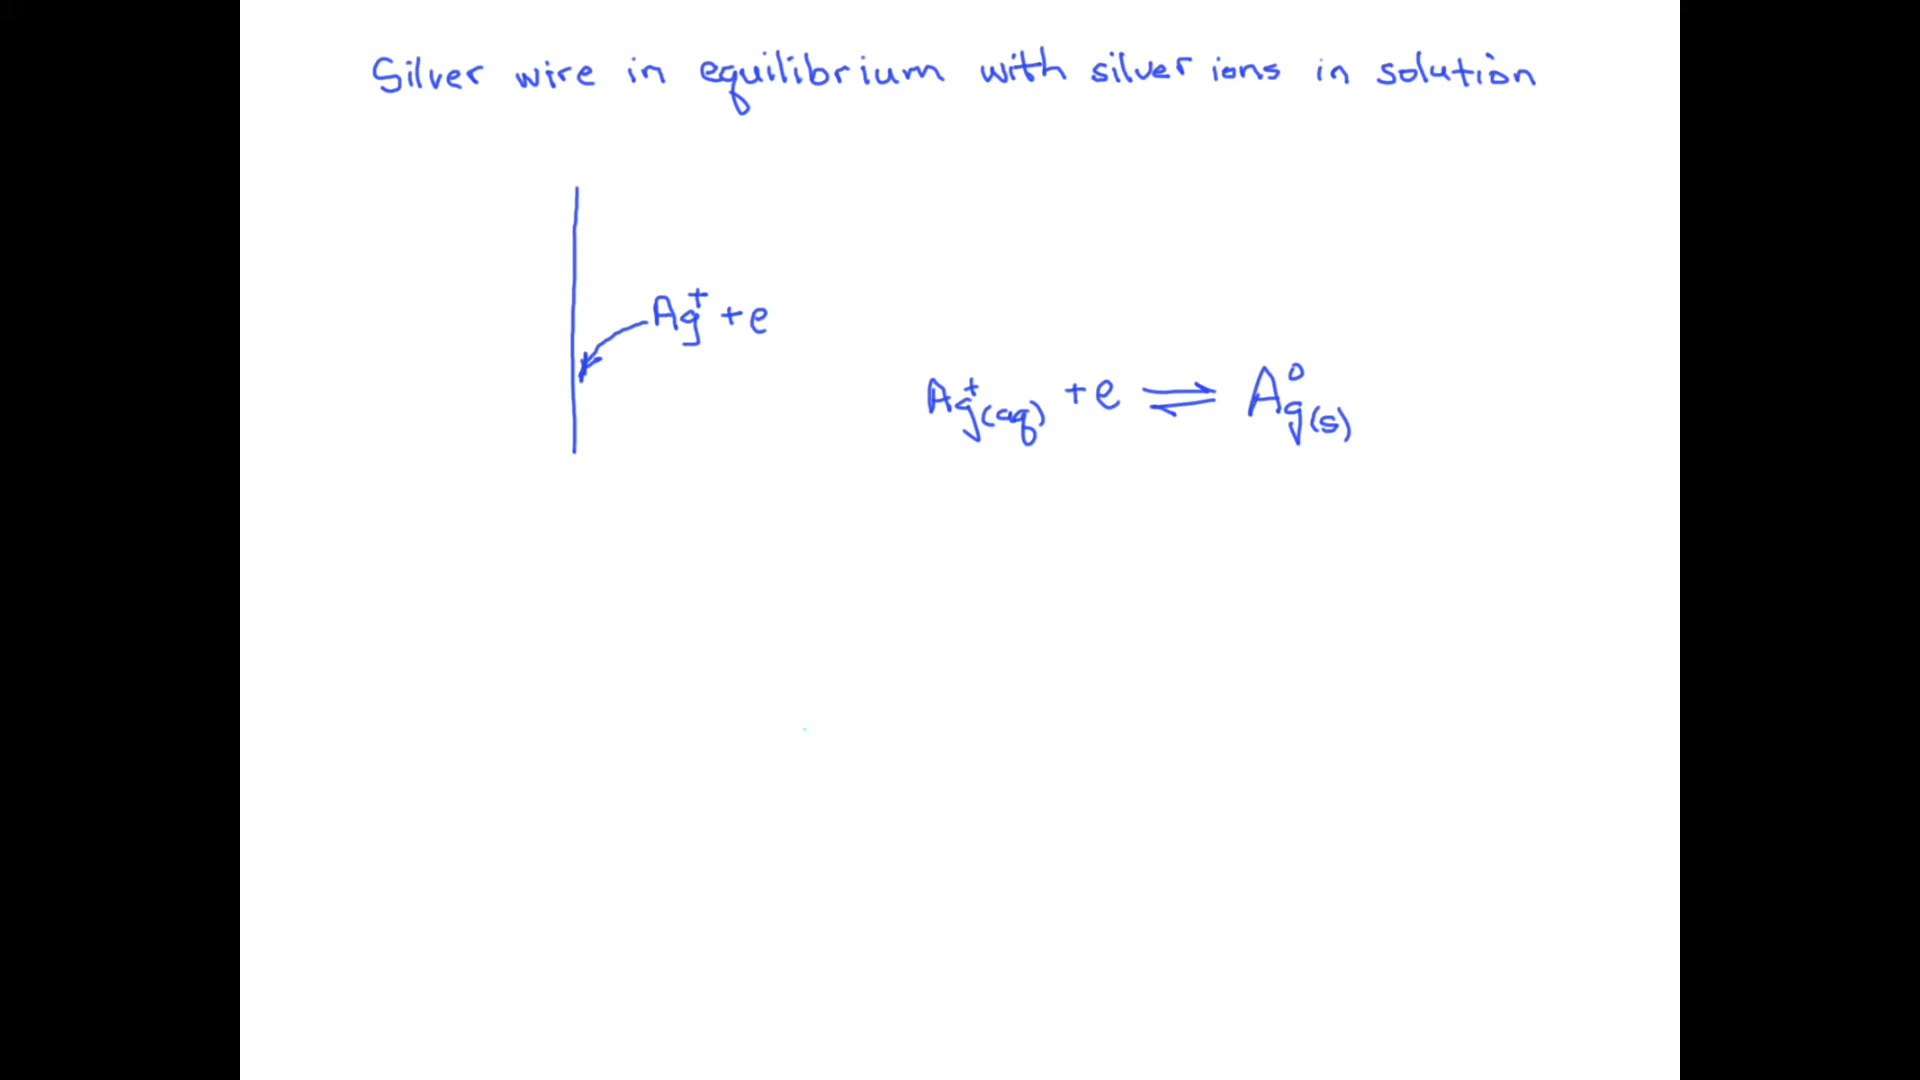 Silver wire in equilibrium with silver ions in solution
Ag⁺ + e
Ag⁺(aq) + e ⇌ Ag⁰(s)